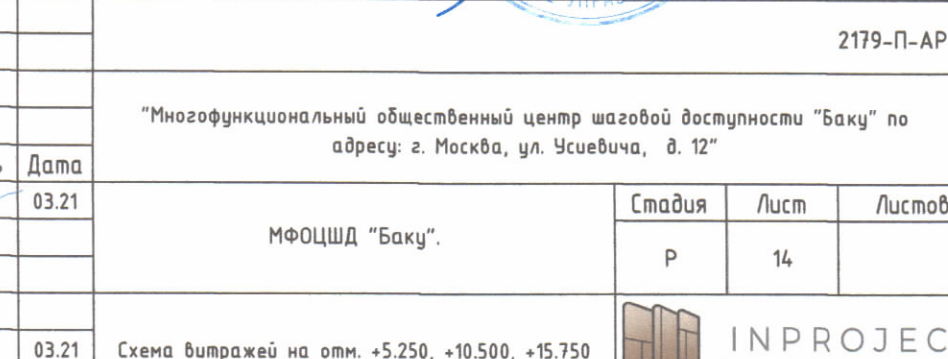 2179-П-АР
"Многофункциональный общественный центр шаговой доступности "Баку" по
адресу: г. Москва, ул. Усиевича, д. 12"
Дата
03.21
МФОЦШД "Баку".
Стадия Лист Листов
Р 14
03.21 Схема витражей на отм. +5.250, +10.500, +15.750
INPROJEC